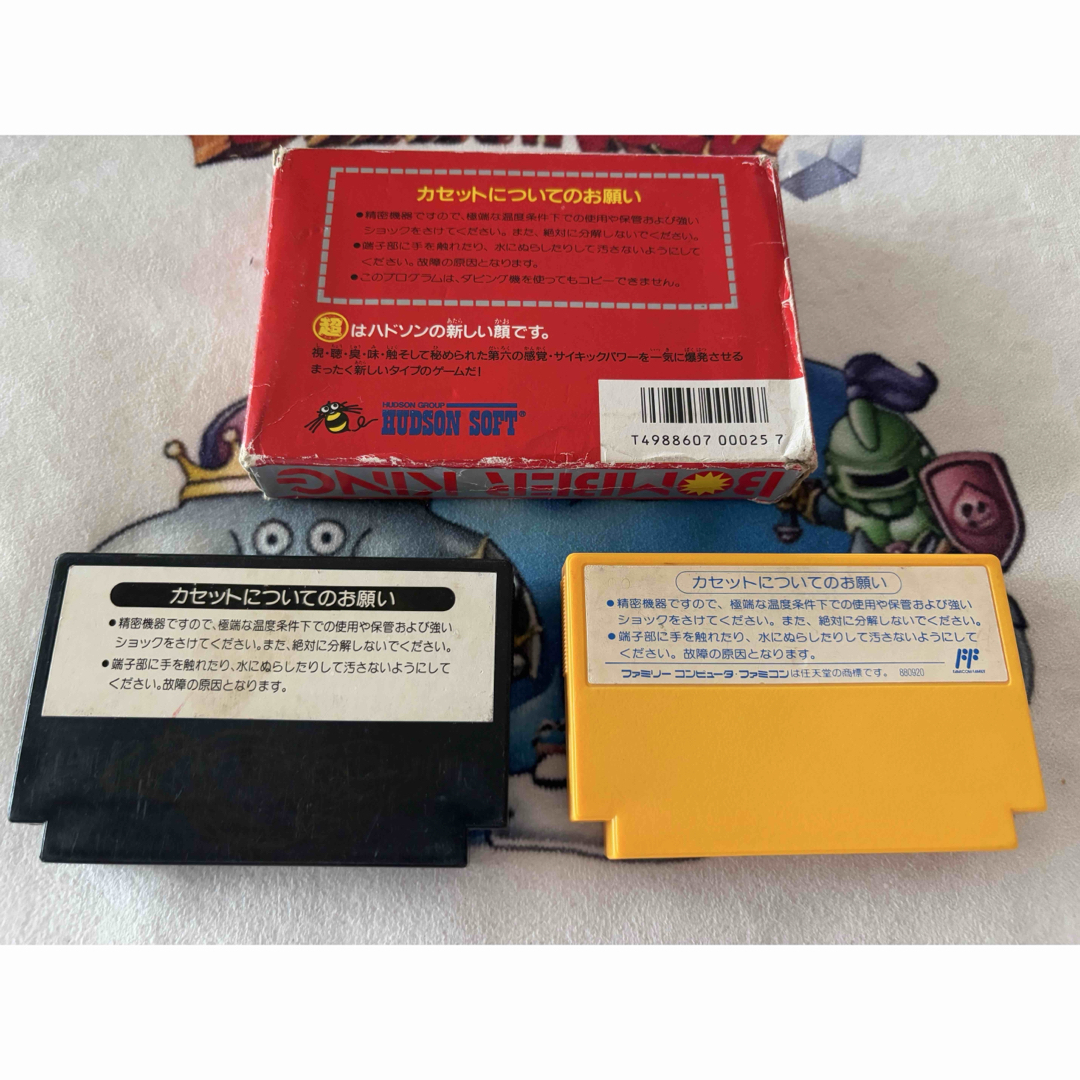 カセットについてのお願い
●精密機器ですので、極端な温度条件下での使用や保管および強い
ショックをさけてください。また、絶対に分解しないでください。
●端子部に手を触れたり、水にぬらしたりして汚さないようにして
ください。故障の原因となります。
●このプログラムは、ダビング機を使ってもコピーできません。
超はハドソンの新しい顔です。
視・聴・臭・味・触そして秘められた第六の感覚・サイキックパワーを一気に爆発させる
まったく新しいタイプのゲームだ!
HUDSON GROUP
HUDSON SOFT®
T4988607 00025 7
BOMBER KING
カセットについてのお願い
●精密機器ですので、極端な温度条件下での使用や保管および強い
ショックをさけてください。また、絶対に分解しないでください。
●端子部に手を触れたり、水にぬらしたりして汚さないようにして
ください。故障の原因となります。
カセットについてのお願い
●精密機器ですので、極端な温度条件下での使用や保管および強い
ショックをさけてください。また、絶対に分解しないでください。
●端子部に手を触れたり、水にぬらしたりして汚さないようにして
ください。故障の原因となります。
ファミリーコンピュータ・ファミコンは任天堂の商標です。 880920